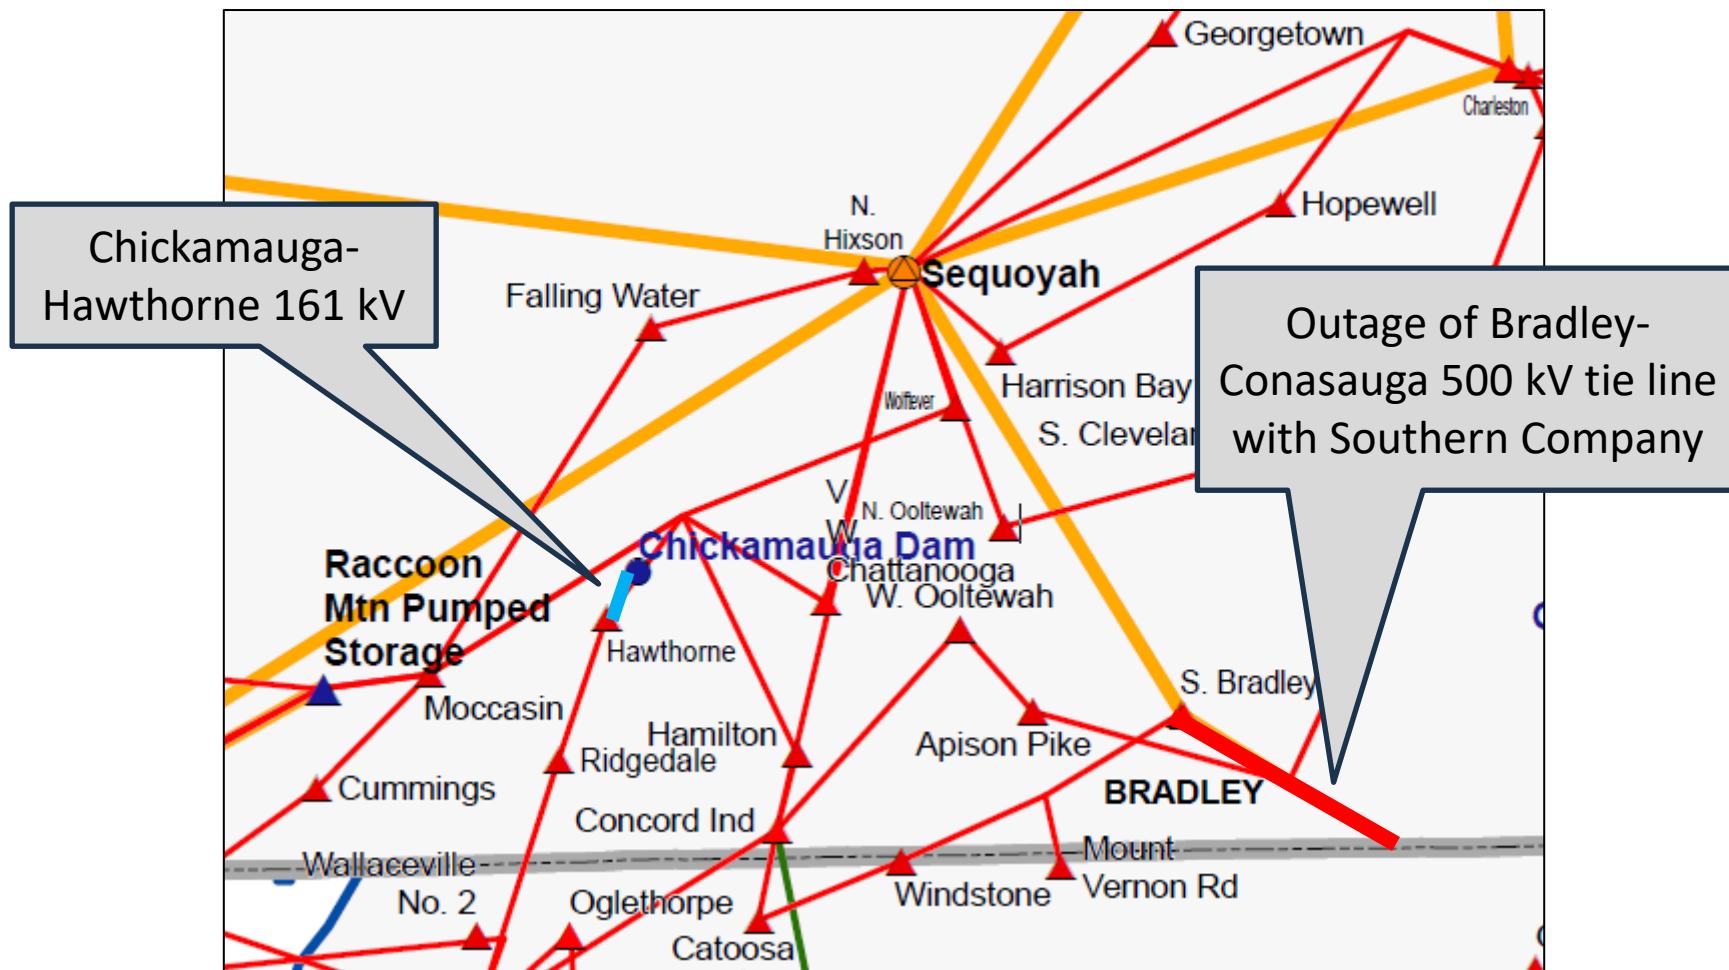 Georgetown
Charleston
N.
Hixson
Hopewell
Chickamauga-
Hawthorne 161 kV
Sequoyah
Falling Water
Outage of Bradley-
Conasauga 500 kV tie line
with Southern Company
Harrison Bay
Wolftever
S. Clevelan
V
W
N. Ooltewah
Chickamauga Dam
Chattanooga
W. Ooltewah
Raccoon
Mtn Pumped
Storage
Hawthorne
S. Bradley
Moccasin
Hamilton
Apison Pike
Ridgedale
Cummings
BRADLEY
Concord Ind
Mount
Vernon Rd
Wallaceville
No. 2
Oglethorpe
Windstone
Catoosa